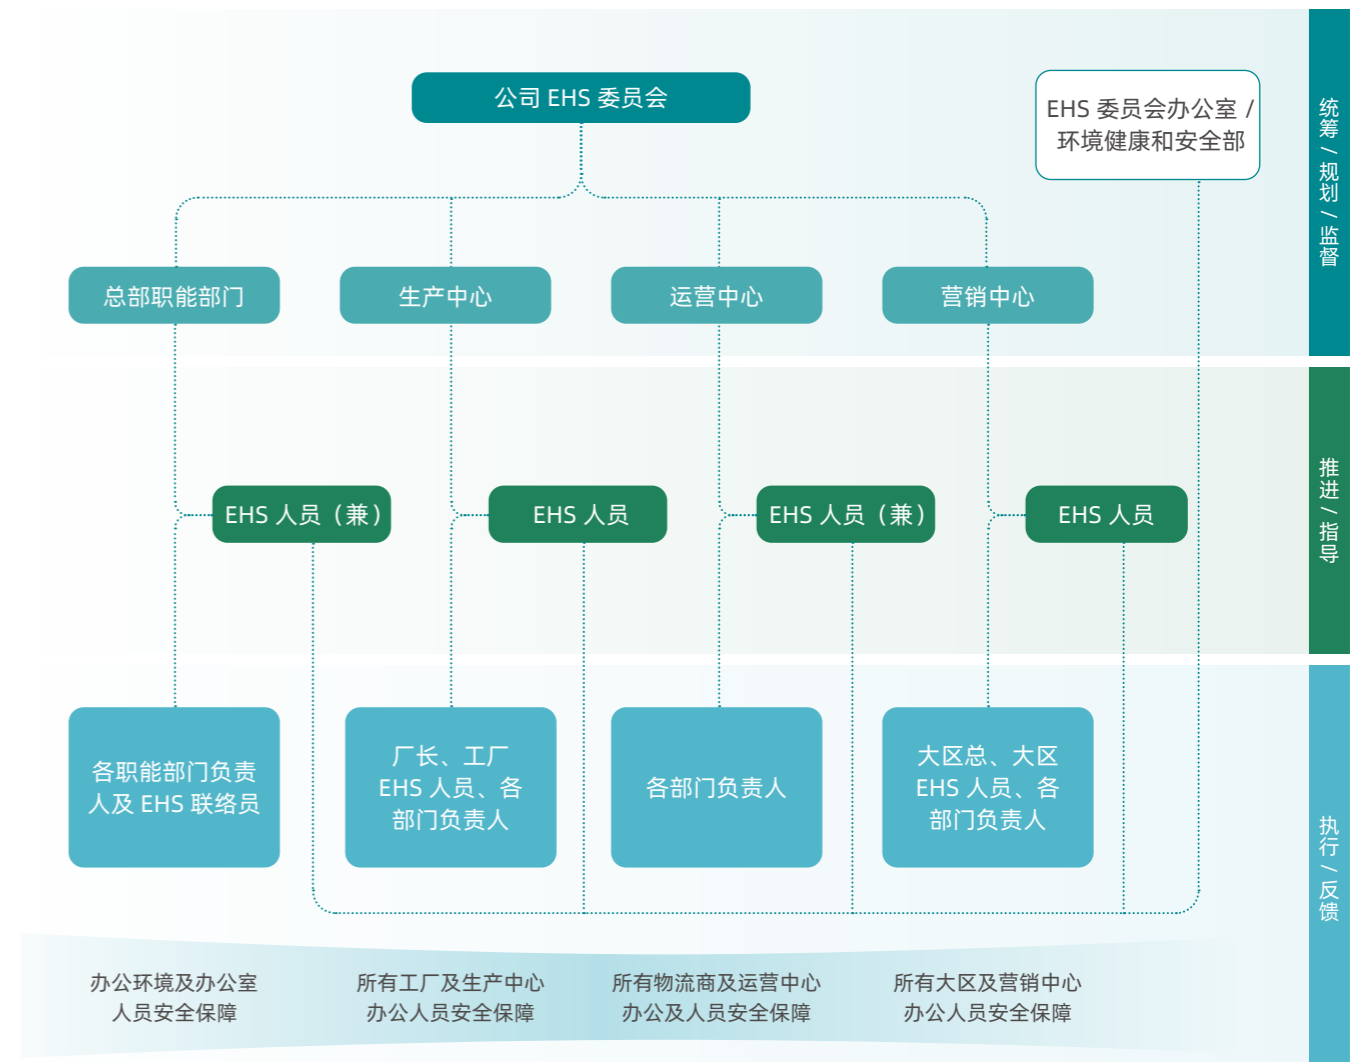 公司 EHS 委员会
EHS 委员会办公室 /
环境健康和安全部
统筹 / 规划 / 监督
总部职能部门
生产中心
运营中心
营销中心
推进 / 指导
EHS 人员（兼）
EHS 人员
EHS 人员（兼）
EHS 人员
执行 / 反馈
各职能部门负责
人及 EHS 联络员
厂长、工厂
EHS 人员、各
部门负责人
各部门负责人
大区总、大区
EHS 人员、各
部门负责人
办公环境及办公室
人员安全保障
所有工厂及生产中心
办公人员安全保障
所有物流商及运营中心
办公及人员安全保障
所有大区及营销中心
办公人员安全保障